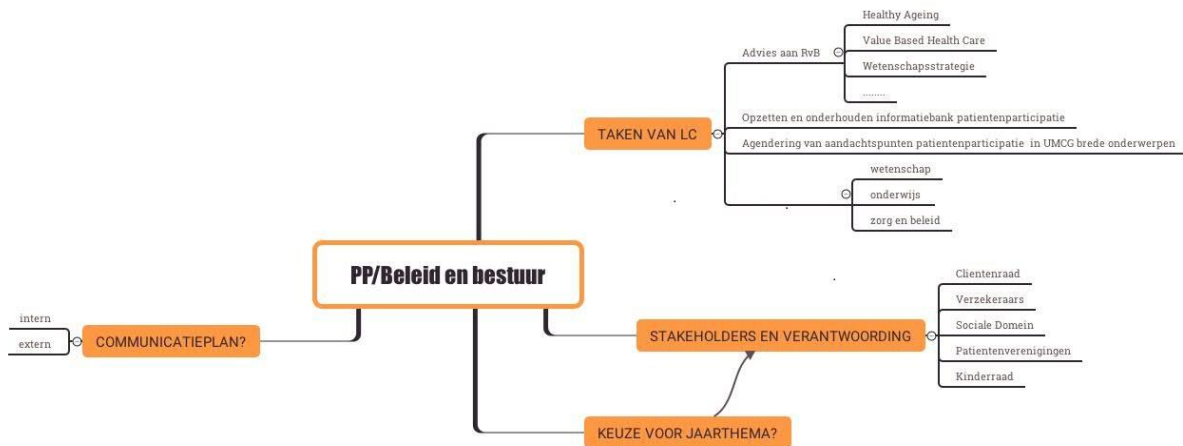 Healthy Ageing
Value Based Health Care
Advies aan RvB
Wetenschapsstrategie
........
TAKEN VAN LC
Opzetten en onderhouden informatiebank patientenparticipatie
Agendering van aandachtspunten patientenparticipatie in UMCG brede onderwerpen
wetenschap
onderwijs
zorg en beleid
PP/Beleid en bestuur
Clientenraad
Verzekeraars
STAKEHOLDERS EN VERANTWOORDING
Sociale Domein
Patientenverenigingen
Kinderraad
intern
extern
COMMUNICATIEPLAN?
KEUZE VOOR JAARTHEMA?